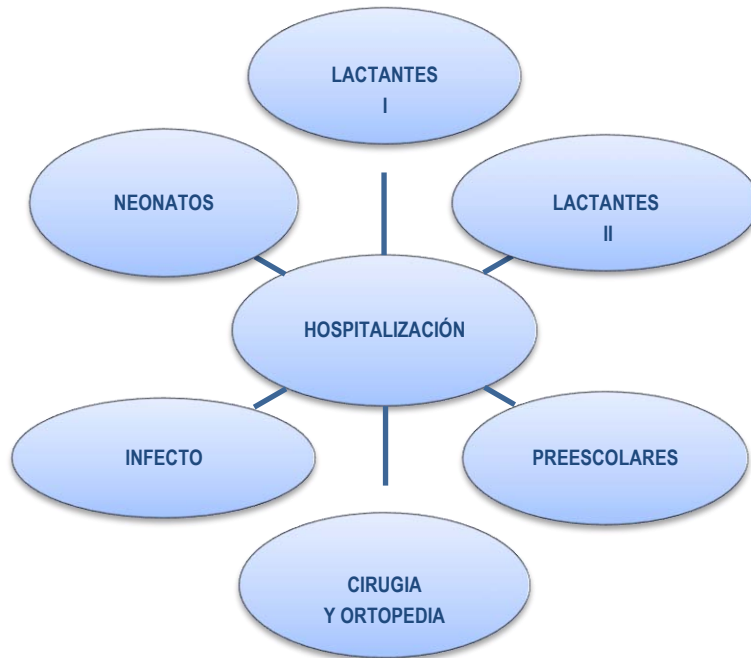 LACTANTES
I
NEONATOS
LACTANTES
II
HOSPITALIZACIÓN
INFECTO
PREESCOLARES
CIRUGIA
Y ORTOPEDIA